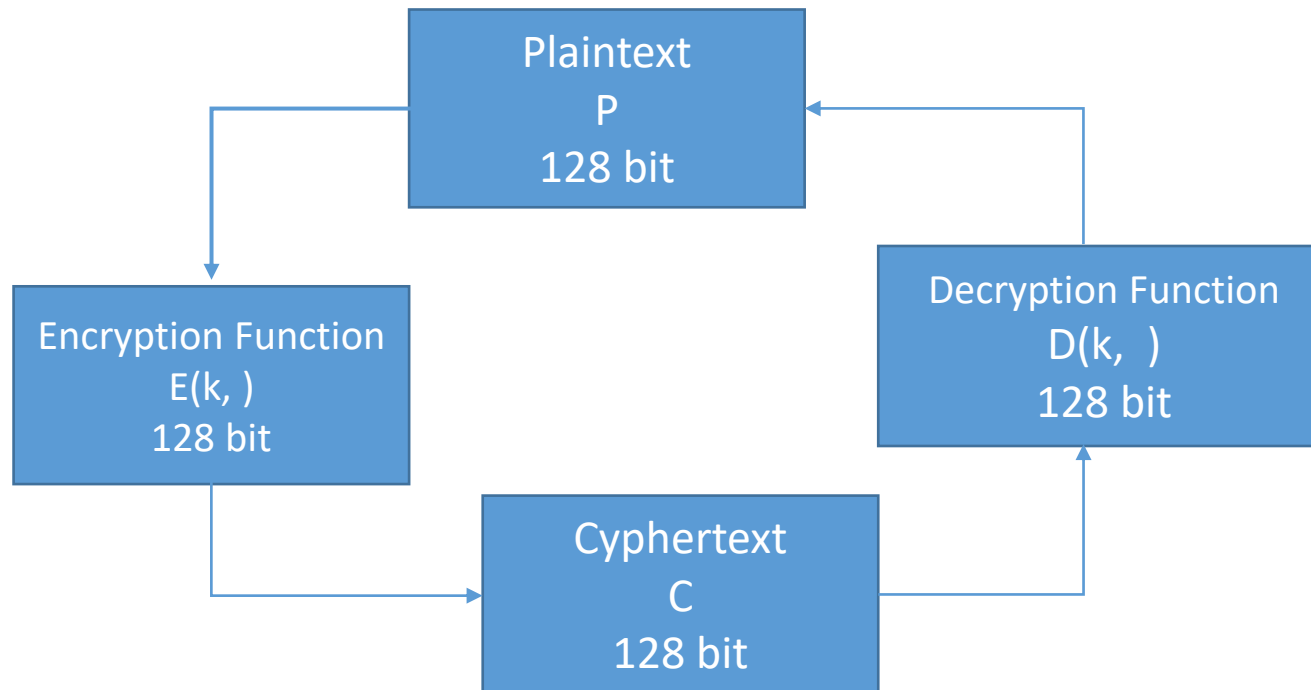 Plaintext
P
128 bit
Encryption Function
E(k, )
128 bit
Decryption Function
D(k,  )
128 bit
Cyphertext
C
128 bit